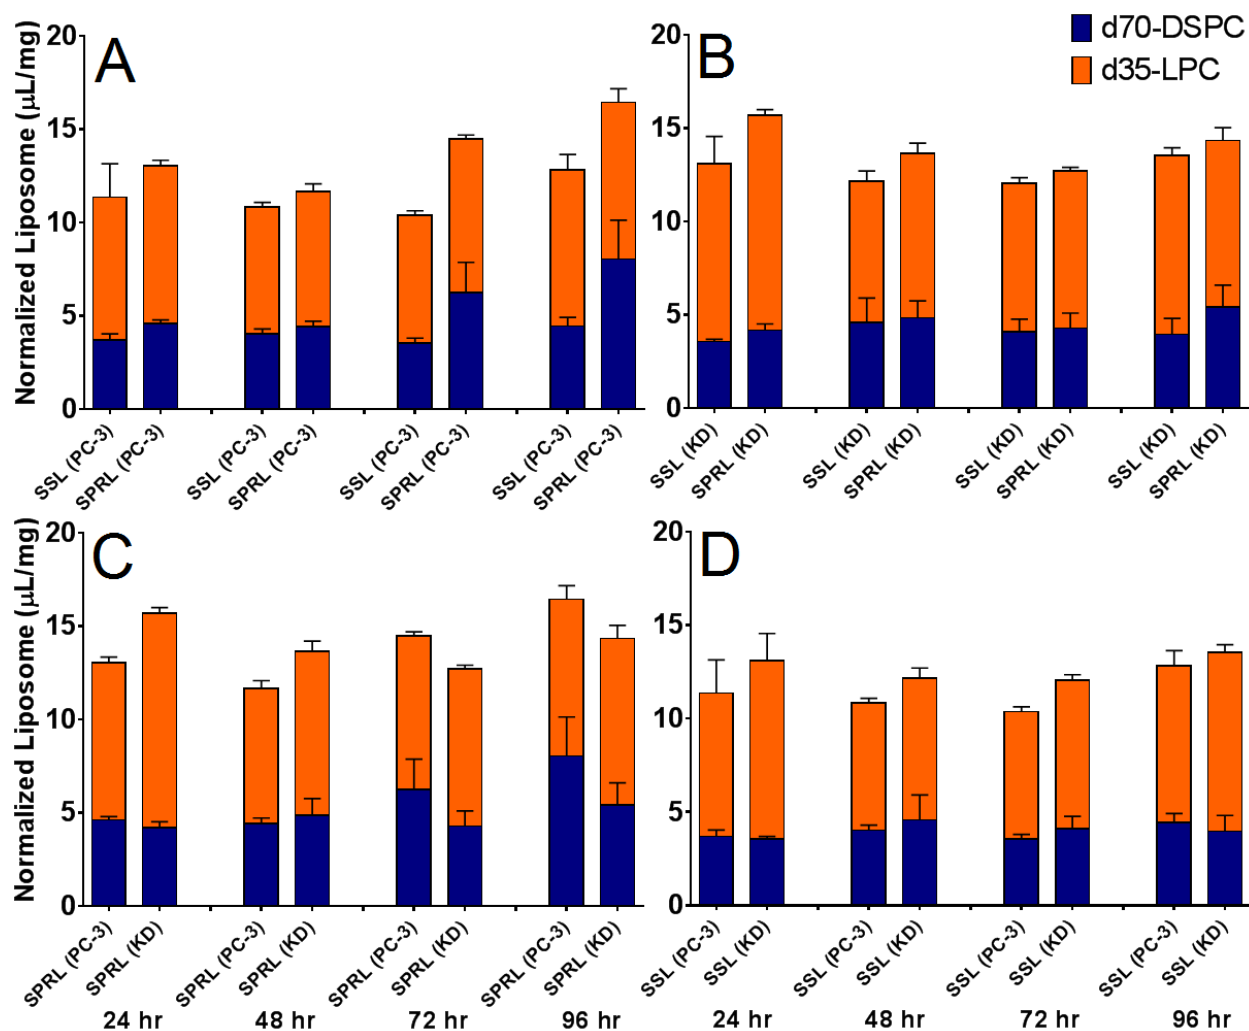 A
B
d70-DSPC
d35-LPC
Normalized Liposome (μL/mg)
20
15
10
5
0
SSL (PC-3)
SPRL (PC-3)
SSL (PC-3)
SPRL (PC-3)
SSL (PC-3)
SPRL (PC-3)
SSL (PC-3)
SPRL (PC-3)
20
15
10
5
0
SSL (KD)
SPRL (KD)
SSL (KD)
SPRL (KD)
SSL (KD)
SPRL (KD)
SSL (KD)
SPRL (KD)
C
Normalized Liposome (μL/mg)
20
15
10
5
0
SPRL (PC-3)
SPRL (KD)
SPRL (PC-3)
SPRL (KD)
SPRL (PC-3)
SPRL (KD)
SPRL (PC-3)
SPRL (KD)
24 hr
48 hr
72 hr
96 hr
D
20
15
10
5
0
SSL (PC-3)
SSL (KD)
SSL (PC-3)
SSL (KD)
SSL (PC-3)
SSL (KD)
SSL (PC-3)
SSL (KD)
24 hr
48 hr
72 hr
96 hr